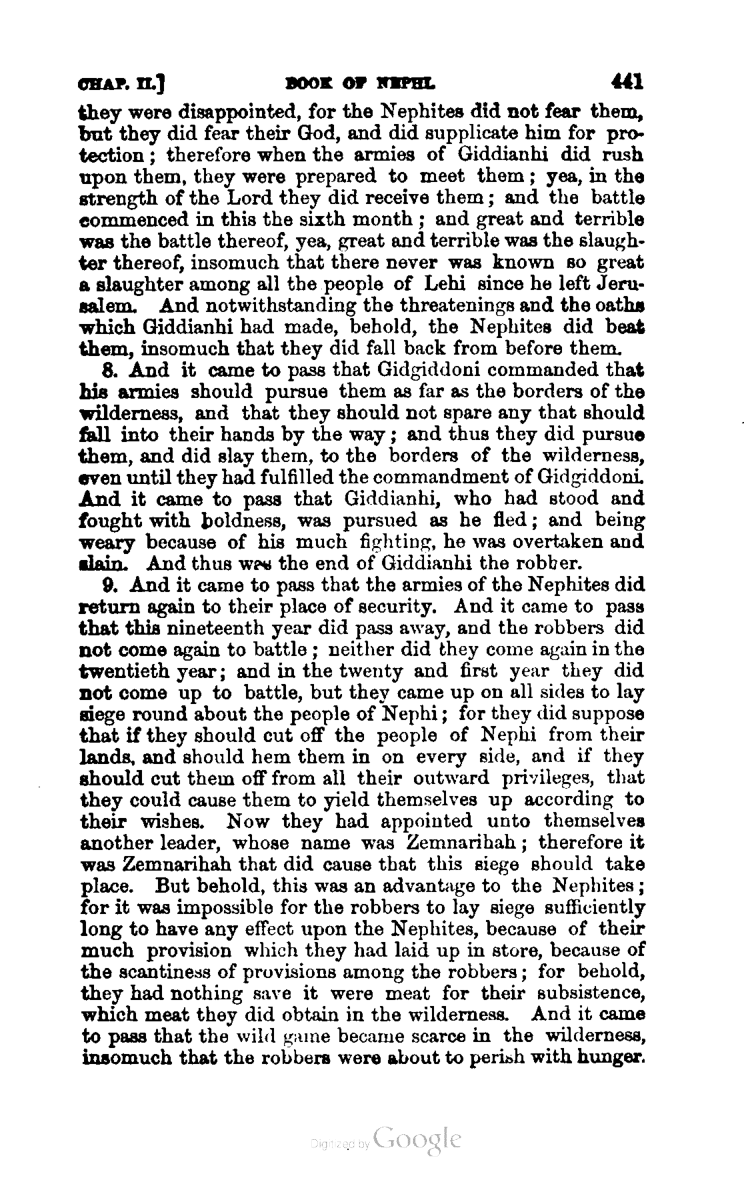 CHAP. II.] BOOK OF NEPHI. 441
they were disappointed, for the Nephites did not fear them,
but they did fear their God, and did supplicate him for pro-
tection; therefore when the armies of Giddianhi did rush
upon them, they were prepared to meet them; yea, in the
strength of the Lord they did receive them; and the battle
commenced in this the sixth month; and great and terrible
was the battle thereof, yea, great and terrible was the slaugh-
ter thereof, insomuch that there never was known so great
a slaughter among all the people of Lehi since he left Jeru-
salem. And notwithstanding the threatenings and the oaths
which Giddianhi had made, behold, the Nephites did beat
them, insomuch that they did fall back from before them.
8. And it came to pass that Gidgiddoni commanded that
his armies should pursue them as far as the borders of the
wilderness, and that they should not spare any that should
fall into their hands by the way; and thus they did pursue
them, and did slay them, to the borders of the wilderness,
even until they had fulfilled the commandment of Gidgiddoni.
And it came to pass that Giddianhi, who had stood and
fought with boldness, was pursued as he fled; and being
weary because of his much fighting, he was overtaken and
slain. And thus was the end of Giddianhi the robber.
9. And it came to pass that the armies of the Nephites did
return again to their place of security. And it came to pass
that this nineteenth year did pass away, and the robbers did
not come again to battle; neither did they come again in the
twentieth year; and in the twenty and first year they did
not come up to battle, but they came up on all sides to lay
siege round about the people of Nephi; for they did suppose
that if they should cut off the people of Nephi from their
lands, and should hem them in on every side, and if they
should cut them off from all their outward privileges, that
they could cause them to yield themselves up according to
their wishes. Now they had appointed unto themselves
another leader, whose name was Zemnarihah; therefore it
was Zemnarihah that did cause that this siege should take
place. But behold, this was an advantage to the Nephites;
for it was impossible for the robbers to lay siege sufficiently
long to have any effect upon the Nephites, because of their
much provision which they had laid up in store, because of
the scantiness of provisions among the robbers; for behold,
they had nothing save it were meat for their subsistence,
which meat they did obtain in the wilderness. And it came
to pass that the wild game became scarce in the wilderness,
insomuch that the robbers were about to perish with hunger.
Digitized by Google